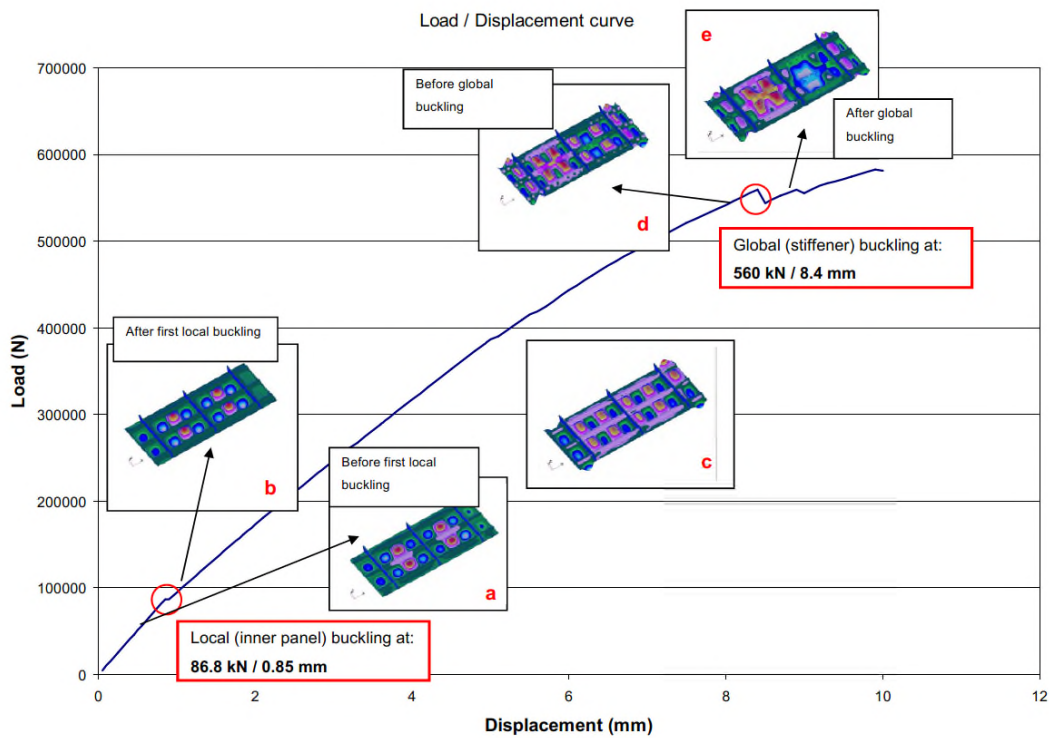 Load / Displacement curve
e
700000
Before global
buckling
After global
buckling
600000
d
Global (stiffener) buckling at:
560 kN / 8.4 mm
500000
400000
After first local buckling
Load (N)
300000
c
Before first local
buckling
b
200000
a
100000
Local (inner panel) buckling at:
86.8 kN / 0.85 mm
0
0
2
4
6
8
10
12
Displacement (mm)